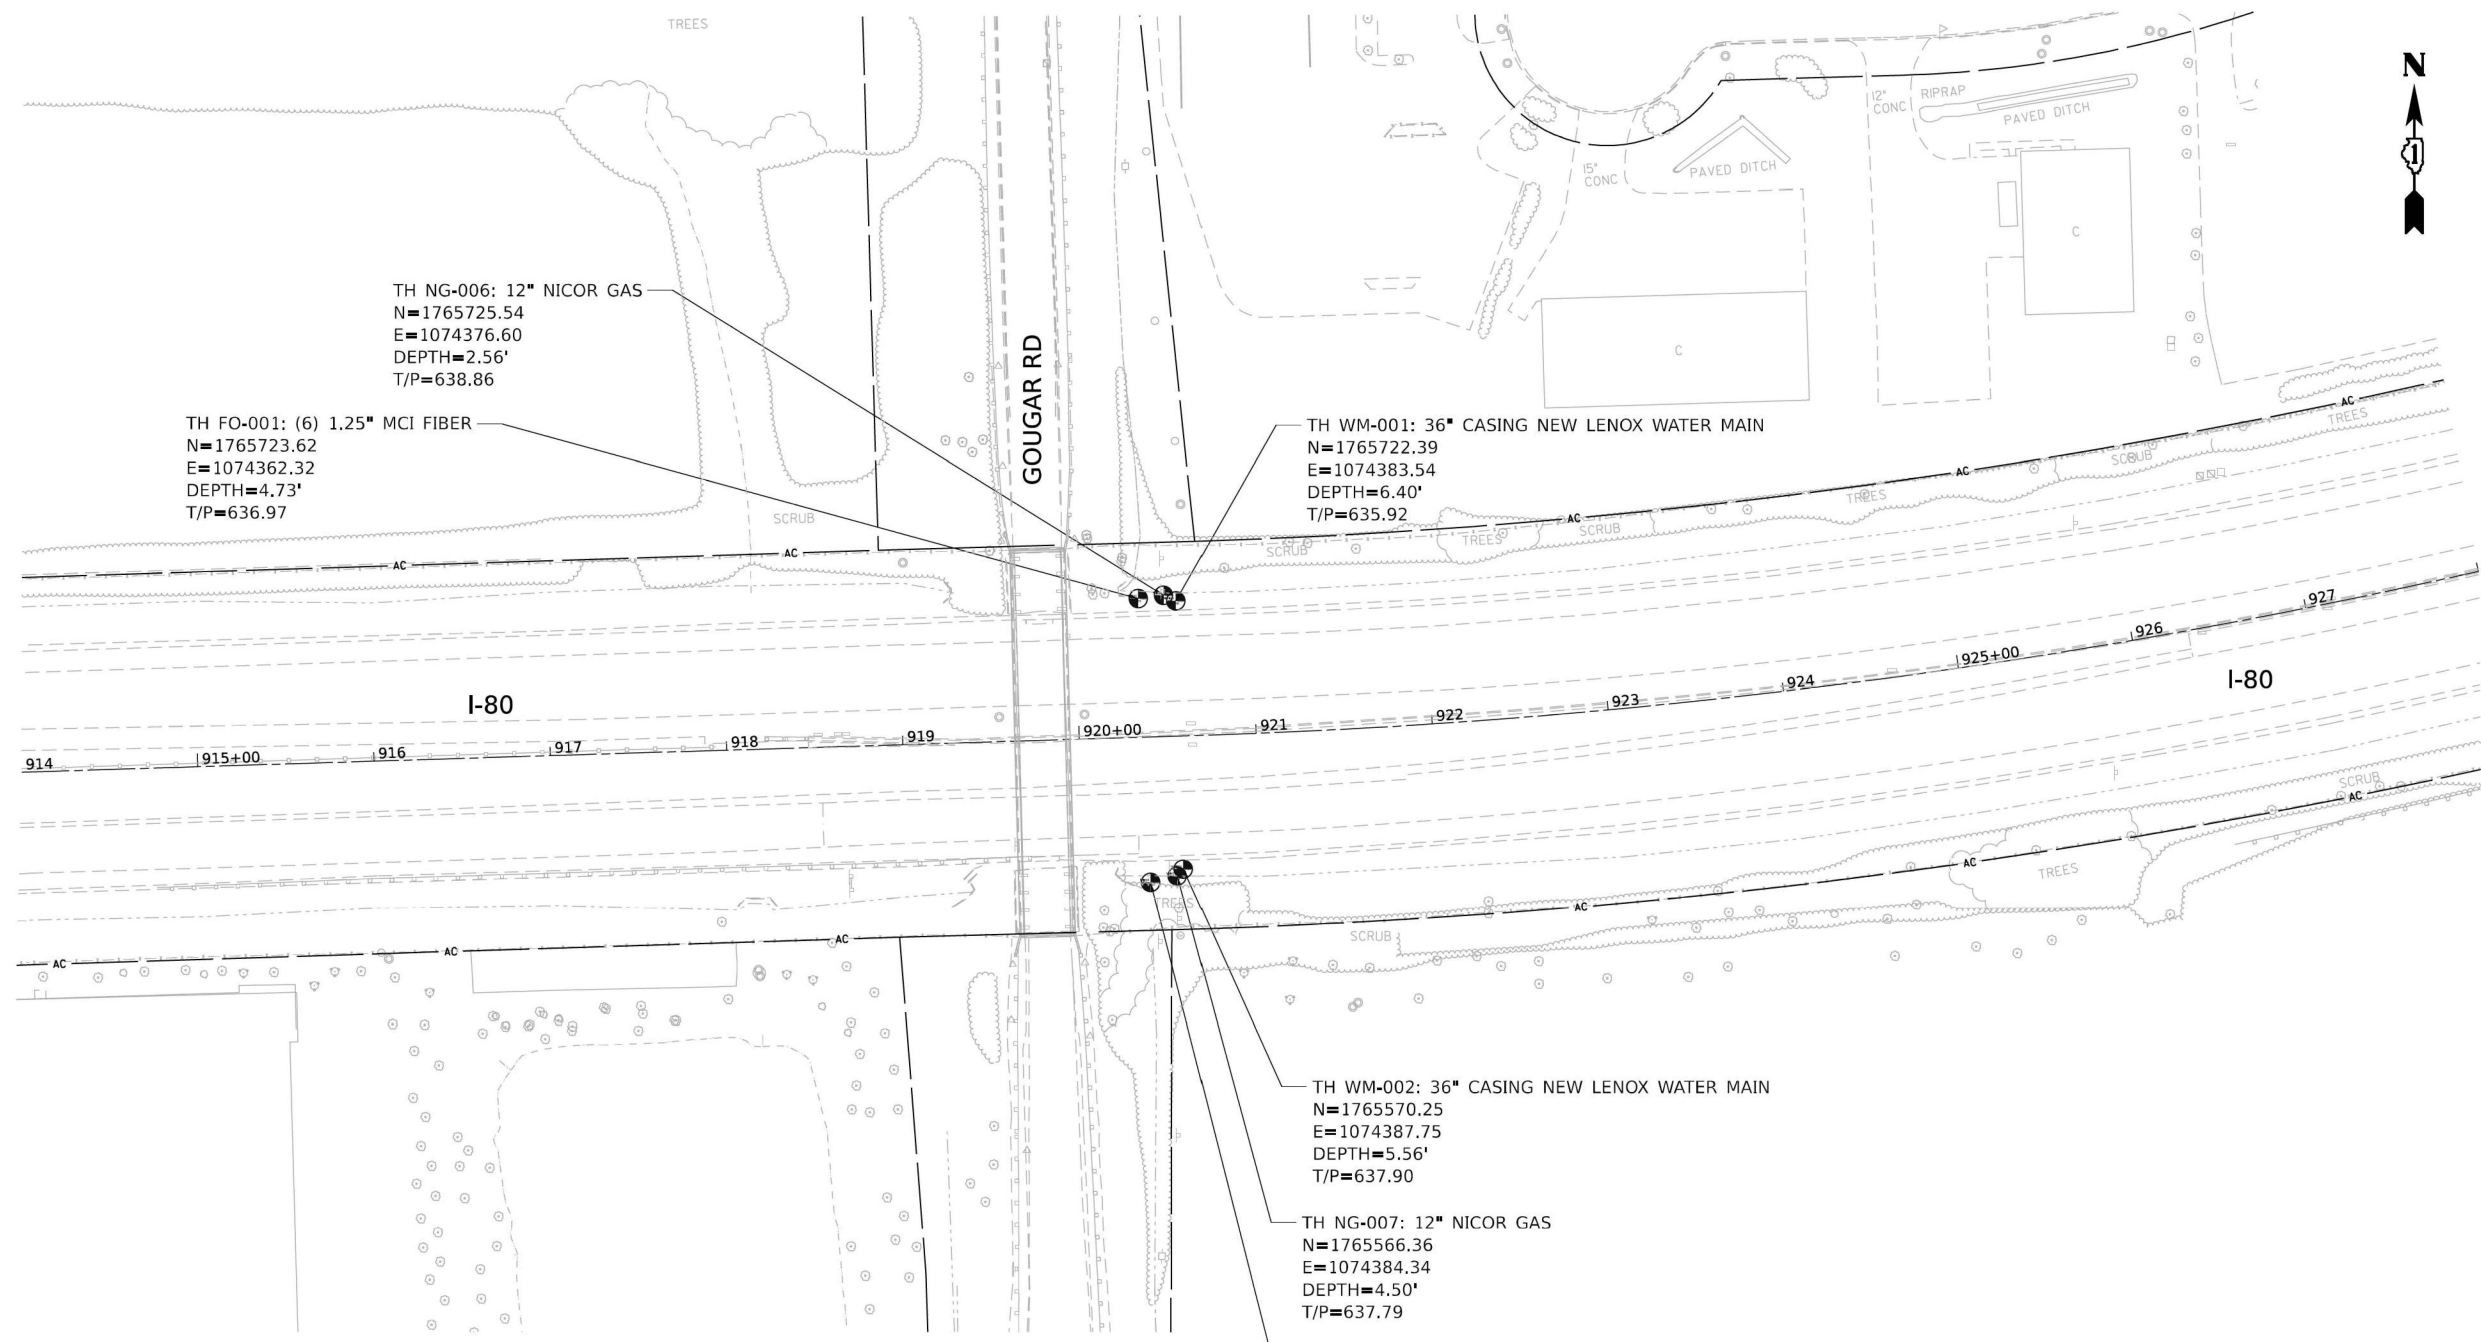 TREES
N
1
12"
CONC
RIPRAP
PAVED DITCH
15"
CONC
PAVED DITCH
C
C
TH NG-006: 12" NICOR GAS
N=1765725.54
E=1074376.60
DEPTH=2.56'
T/P=638.86
GOUGAR RD
TH FO-001: (6) 1.25" MCI FIBER
N=1765723.62
E=1074362.32
DEPTH=4.73'
T/P=636.97
TH WM-001: 36" CASING NEW LENOX WATER MAIN
N=1765722.39
E=1074383.54
DEPTH=6.40'
T/P=635.92
AC
TREES
SCRUB
AC
TREES
SCRUB
AC
SCRUB
TREES
SCRUB
AC
AC
927
926
925+00
924
923
922
921
920+00
919
918
917
916
915+00
914
I-80
I-80
SCRUB
AC
AC
TREES
TREES
AC
SCRUB
AC
AC
AC
TH WM-002: 36" CASING NEW LENOX WATER MAIN
N=1765570.25
E=1074387.75
DEPTH=5.56'
T/P=637.90
TH NG-007: 12" NICOR GAS
N=1765566.36
E=1074384.34
DEPTH=4.50'
T/P=637.79